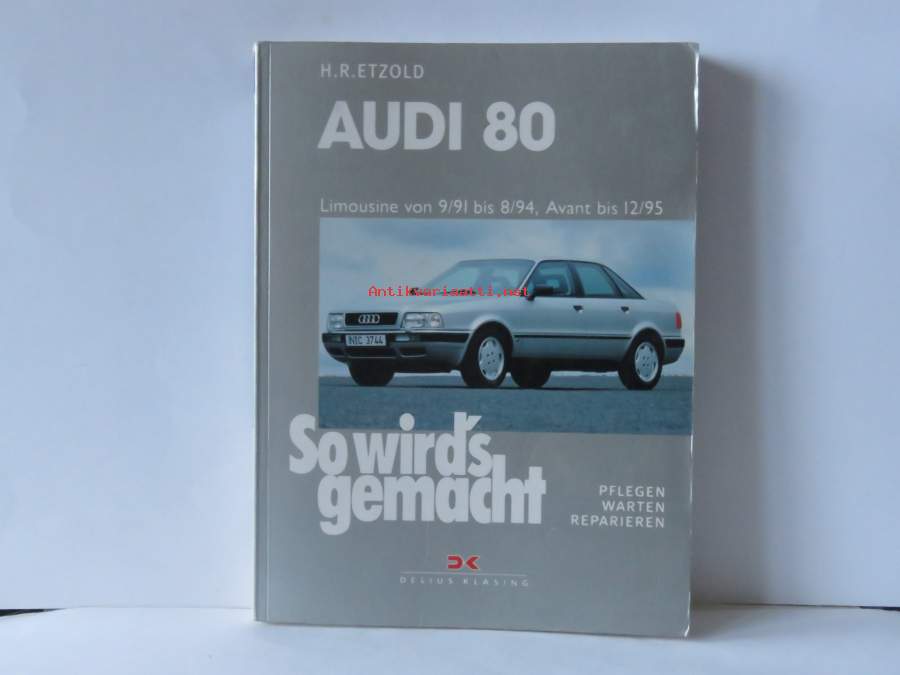 H.R.ETZOLD
AUDI 80
Limousine von 9/91 bis 8/94, Avant bis 12/95
Antikvariaatti.net
NIC 3744
So wird's
gemacht
PFLEGEN
WARTEN
REPARIEREN
DK
DELIUS KLASING